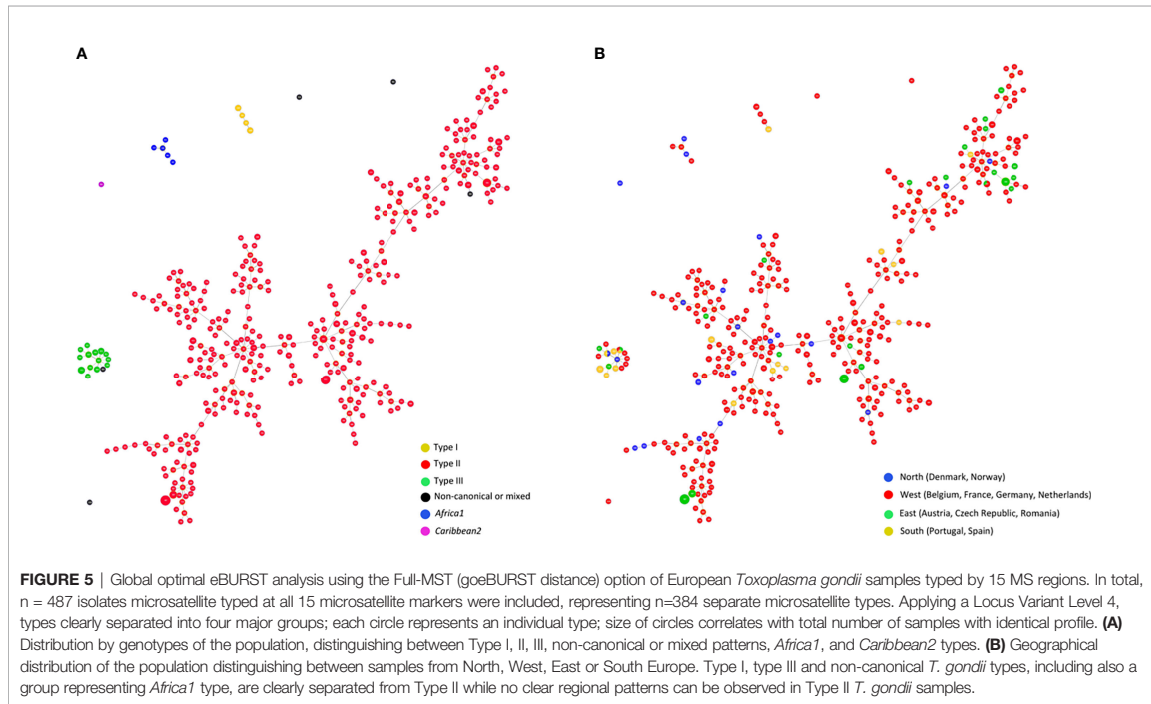 A
B
Type I
Type II
Type III
Non-canonical or mixed
Africa1
Caribbean2
North (Denmark, Norway)
West (Belgium, France, Germany, Netherlands)
East (Austria, Czech Republic, Romania)
South (Portugal, Spain)
FIGURE 5 | Global optimal eBURST analysis using the Full-MST (goeBURST distance) option of European Toxoplasma gondii samples typed by 15 MS regions. In total,
n = 487 isolates microsatellite typed at all 15 microsatellite markers were included, representing n=384 separate microsatellite types. Applying a Locus Variant Level 4,
types clearly separated into four major groups; each circle represents an individual type; size of circles correlates with total number of samples with identical profile. (A)
Distribution by genotypes of the population, distinguishing between Type I, II, III, non-canonical or mixed patterns, Africa1, and Caribbean2 types. (B) Geographical
distribution of the population distinguishing between samples from North, West, East or South Europe. Type I, type III and non-canonical T. gondii types, including also a
group representing Africa1 type, are clearly separated from Type II while no clear regional patterns can be observed in Type II T. gondii samples.